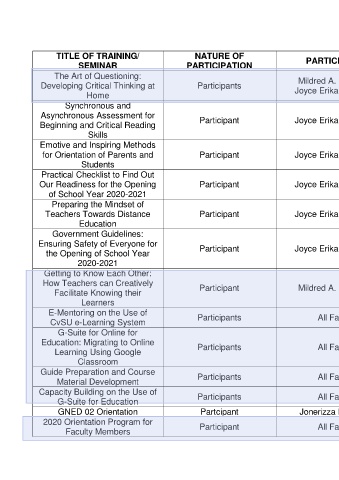 TITLE OF TRAINING/
SEMINAR
NATURE OF
PARTICIPATION
PARTICI
The Art of Questioning:
Developing Critical Thinking at
Home
Participants
Mildred A.
Joyce Erika
Synchronous and
Asynchronous Assessment for
Beginning and Critical Reading
Skills
Participant
Joyce Erika
Emotive and Inspiring Methods
for Orientation of Parents and
Students
Participant
Joyce Erika
Practical Checklist to Find Out
Our Readiness for the Opening
of School Year 2020-2021
Participant
Joyce Erika
Preparing the Mindset of
Teachers Towards Distance
Education
Participant
Joyce Erika
Government Guidelines:
Ensuring Safety of Everyone for
the Opening of School Year
2020-2021
Participant
Joyce Erika
Getting to Know Each Other:
How Teachers can Creatively
Facilitate Knowing their
Learners
Participant
Mildred A.
E-Mentoring on the Use of
CvSU e-Learning System
Participants
All Fa
G-Suite for Online for
Education: Migrating to Online
Learning Using Google
Classroom
Participants
All Fa
Guide Preparation and Course
Material Development
Participants
All Fa
Capacity Building on the Use of
G-Suite for Education
Participants
All Fa
GNED 02 Orientation
Partcipant
Jonerizza
2020 Orientation Program for
Faculty Members
Participant
All Fa